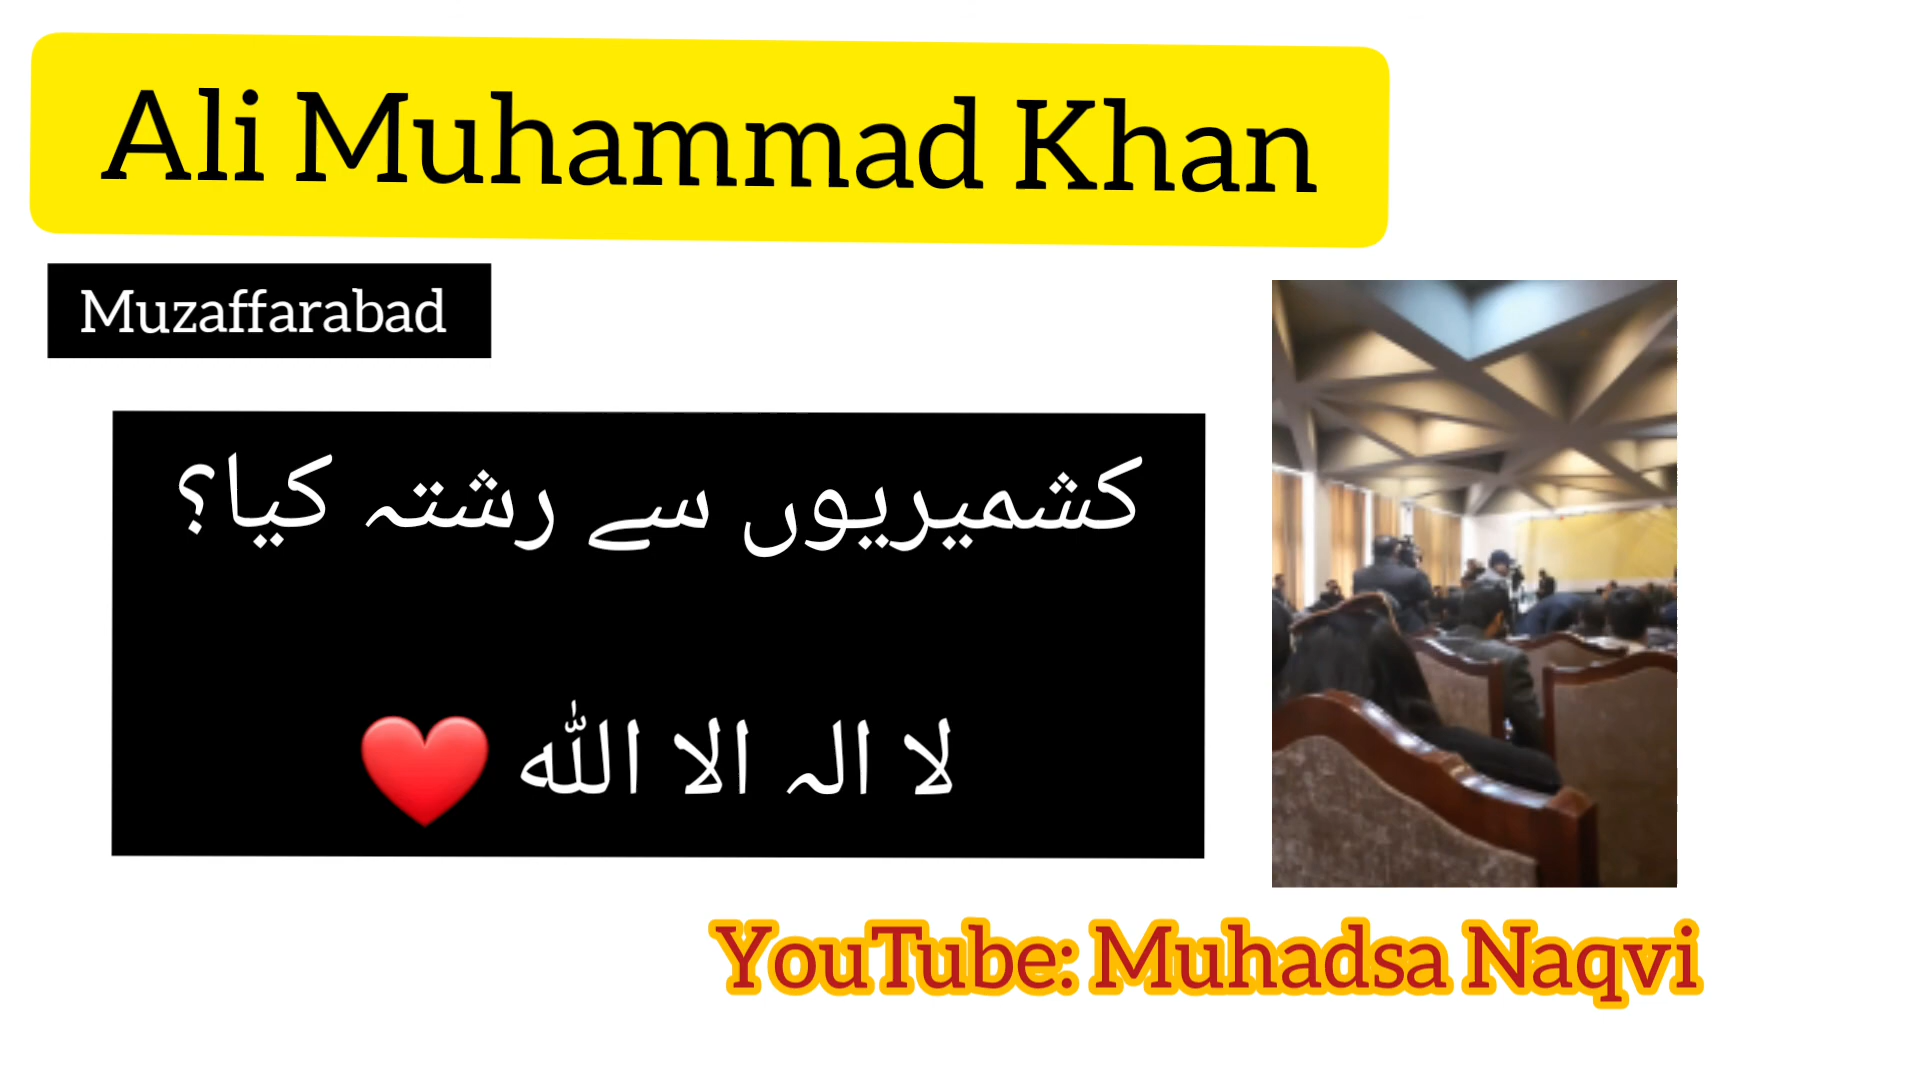 Ali Muhammad Khan
Muzaffarabad
کشمیریوں سے رشتہ کیا؟
لا الہ الا اللہ ❤️
YouTube: Muhadsa Naqvi